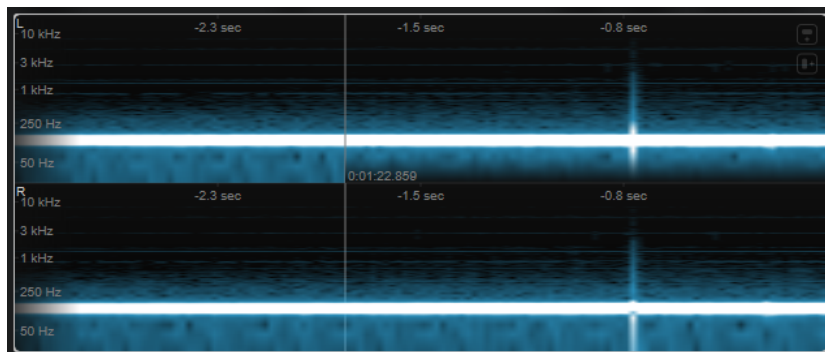 L
-2.3 sec -1.5 sec -0.8 sec
10 kHz
3 kHz
1 kHz
250 Hz
50 Hz
0:01:22.859
R
-2.3 sec -1.5 sec -0.8 sec
10 kHz
3 kHz
1 kHz
250 Hz
50 Hz